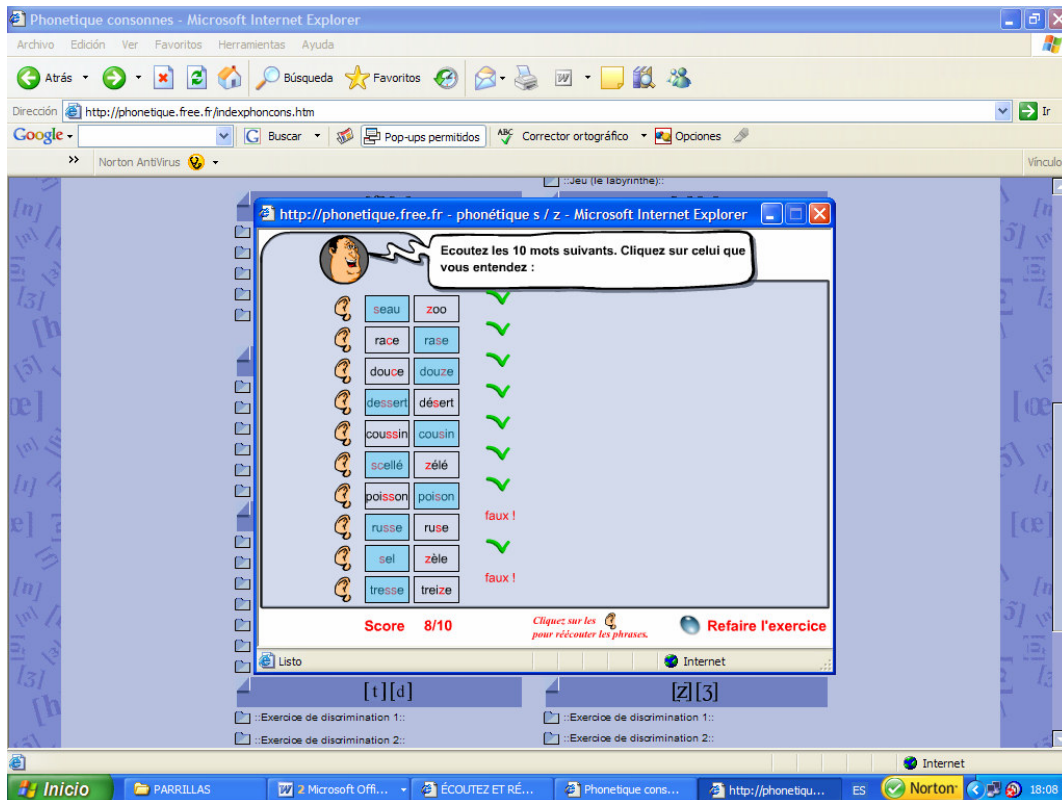 Phonetique consonnes - Microsoft Internet Explorer
Archivo Edición Ver Favoritos Herramientas Ayuda
Atrás Búsqueda Favoritos
Dirección http://phonetique.free.fr/indexphoncons.htm Ir
Google Buscar Pop-ups permitidos Corrector ortográfico Opciones
» Norton AntiVirus Vínculo
::Jeu (le labyrinthe)::
http://phonetique.free.fr - phonétique s / z - Microsoft Internet Explorer
Ecoutez les 10 mots suivants. Cliquez sur celui que
vous entendez :
seau zoo
race rase
douce douze
dessert désert
coussin cousin
scellé zélé
poisson poison
russe ruse faux !
sel zèle
tresse treize faux !
Score 8/10
Cliquez sur les
pour réécouter les phrases.
Refaire l'exercice
Listo Internet
[t][d] [z][ʒ]
::Exercice de discrimination 1:: ::Exercice de discrimination 1::
::Exercice de discrimination 2:: ::Exercice de discrimination 2::
Internet
Inicio PARRILLAS 2 Microsoft Offi... ÉCOUTEZ ET RÉ... Phonetique cons... http://phonetiqu... ES Norton 18:08